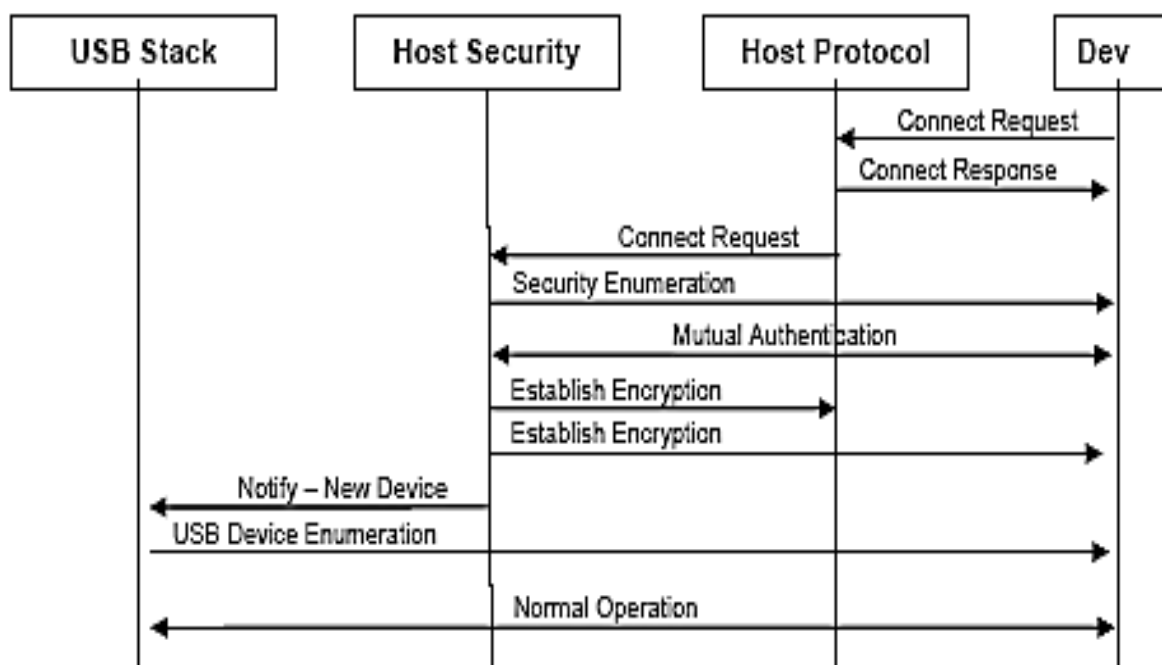 USB Stack
Host Security
Host Protocol
Dev
Connect Request
Connect Response
Connect Request
Security Enumeration
Mutual Authentication
Establish Encryption
Establish Encryption
Notify – New Device
USB Device Enumeration
Normal Operation